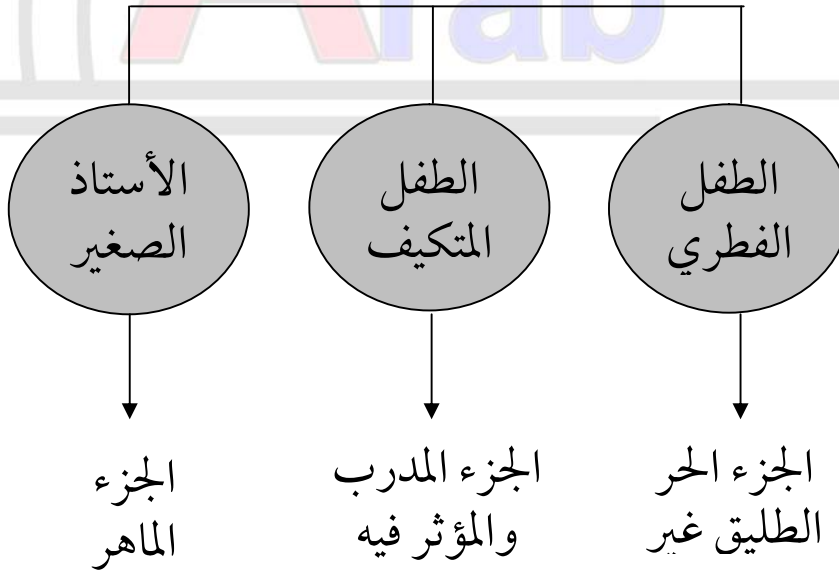 الطفل
الفطري
الطفل
المتكيف
الأستاذ
الصغير
الجزء الحر
الطليق غير
الجزء المدرب
والمؤثر فيه
الجزء
الماهر